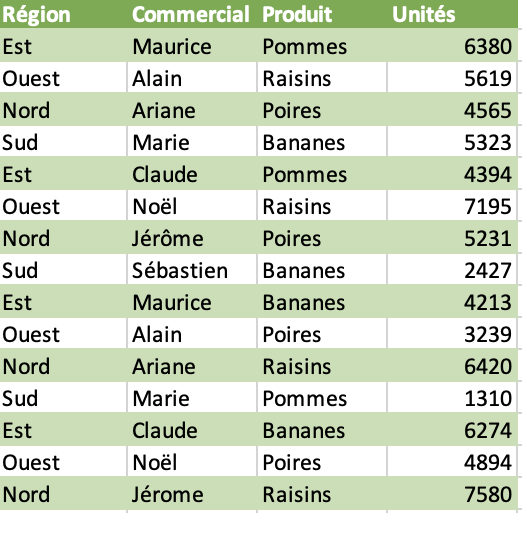 Région Commercial Produit Unités
Est Maurice Pommes 6380
Ouest Alain Raisins 5619
Nord Ariane Poires 4565
Sud Marie Bananes 5323
Est Claude Pommes 4394
Ouest Noël Raisins 7195
Nord Jérôme Poires 5231
Sud Sébastien Bananes 2427
Est Maurice Bananes 4213
Ouest Alain Poires 3239
Nord Ariane Raisins 6420
Sud Marie Pommes 1310
Est Claude Bananes 6274
Ouest Noël Poires 4894
Nord Jérome Raisins 7580